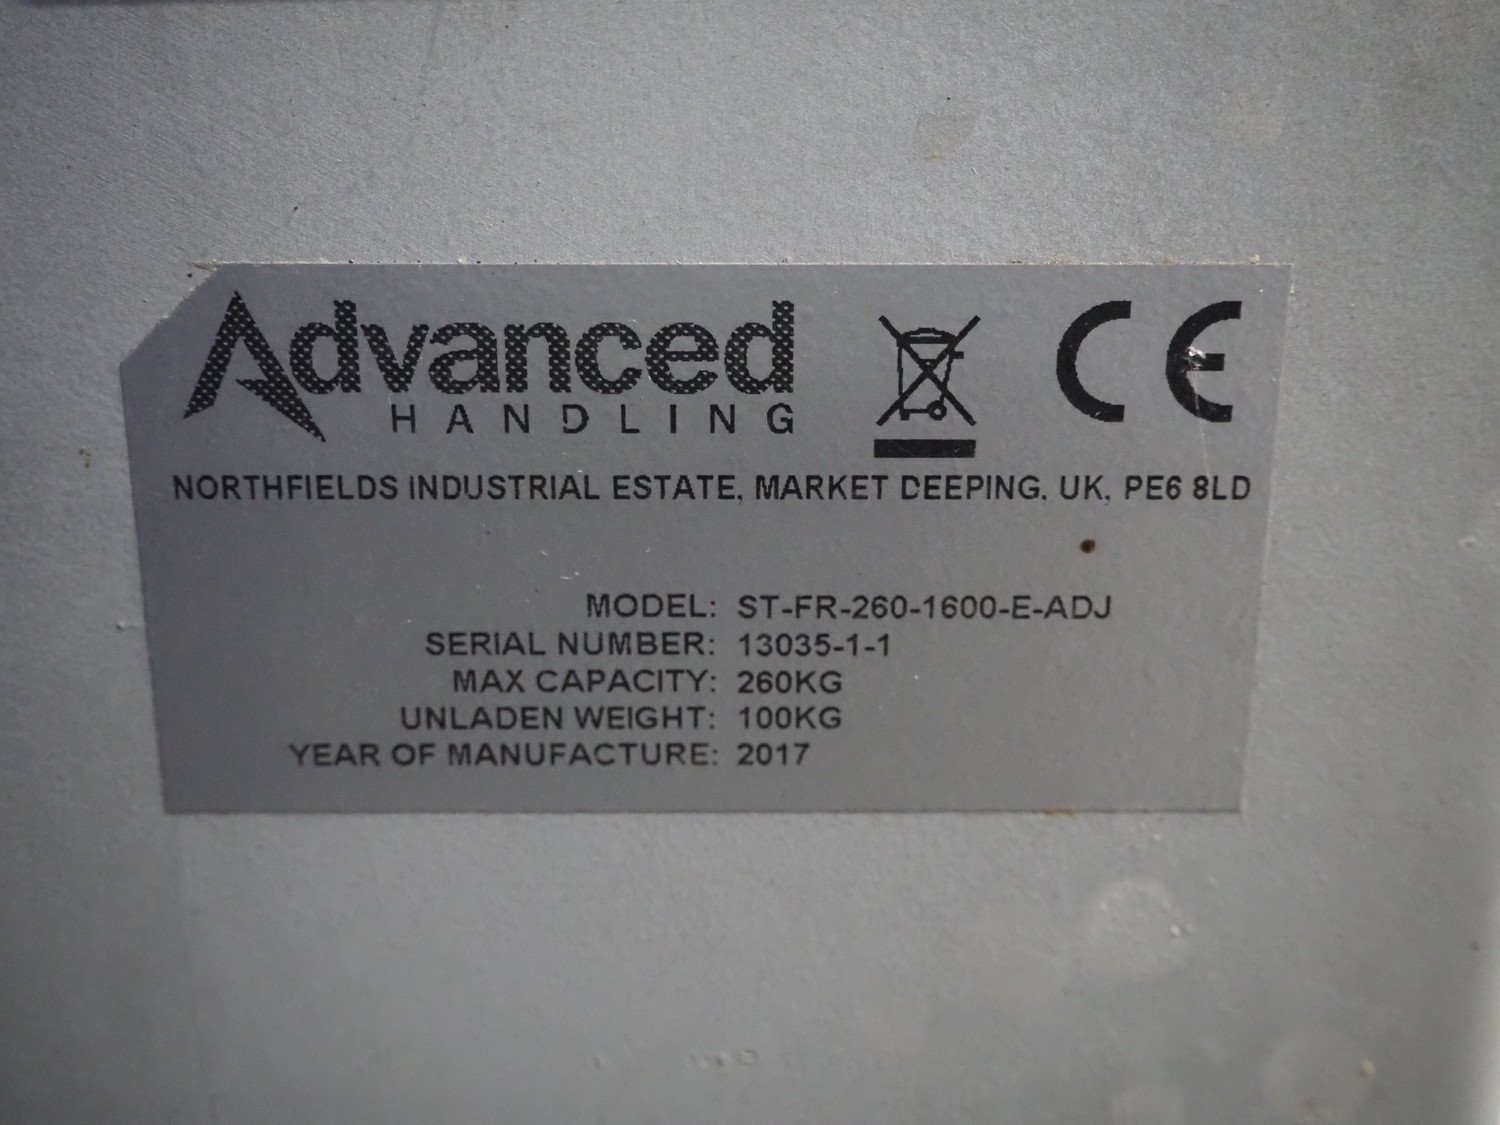 Advanced
HANDLING
CE
NORTHFIELDS INDUSTRIAL ESTATE, MARKET DEEPING, UK, PE6 8LD
MODEL: ST-FR-260-1600-E-ADJ
SERIAL NUMBER: 13035-1-1
MAX CAPACITY: 260KG
UNLADEN WEIGHT: 100KG
YEAR OF MANUFACTURE: 2017